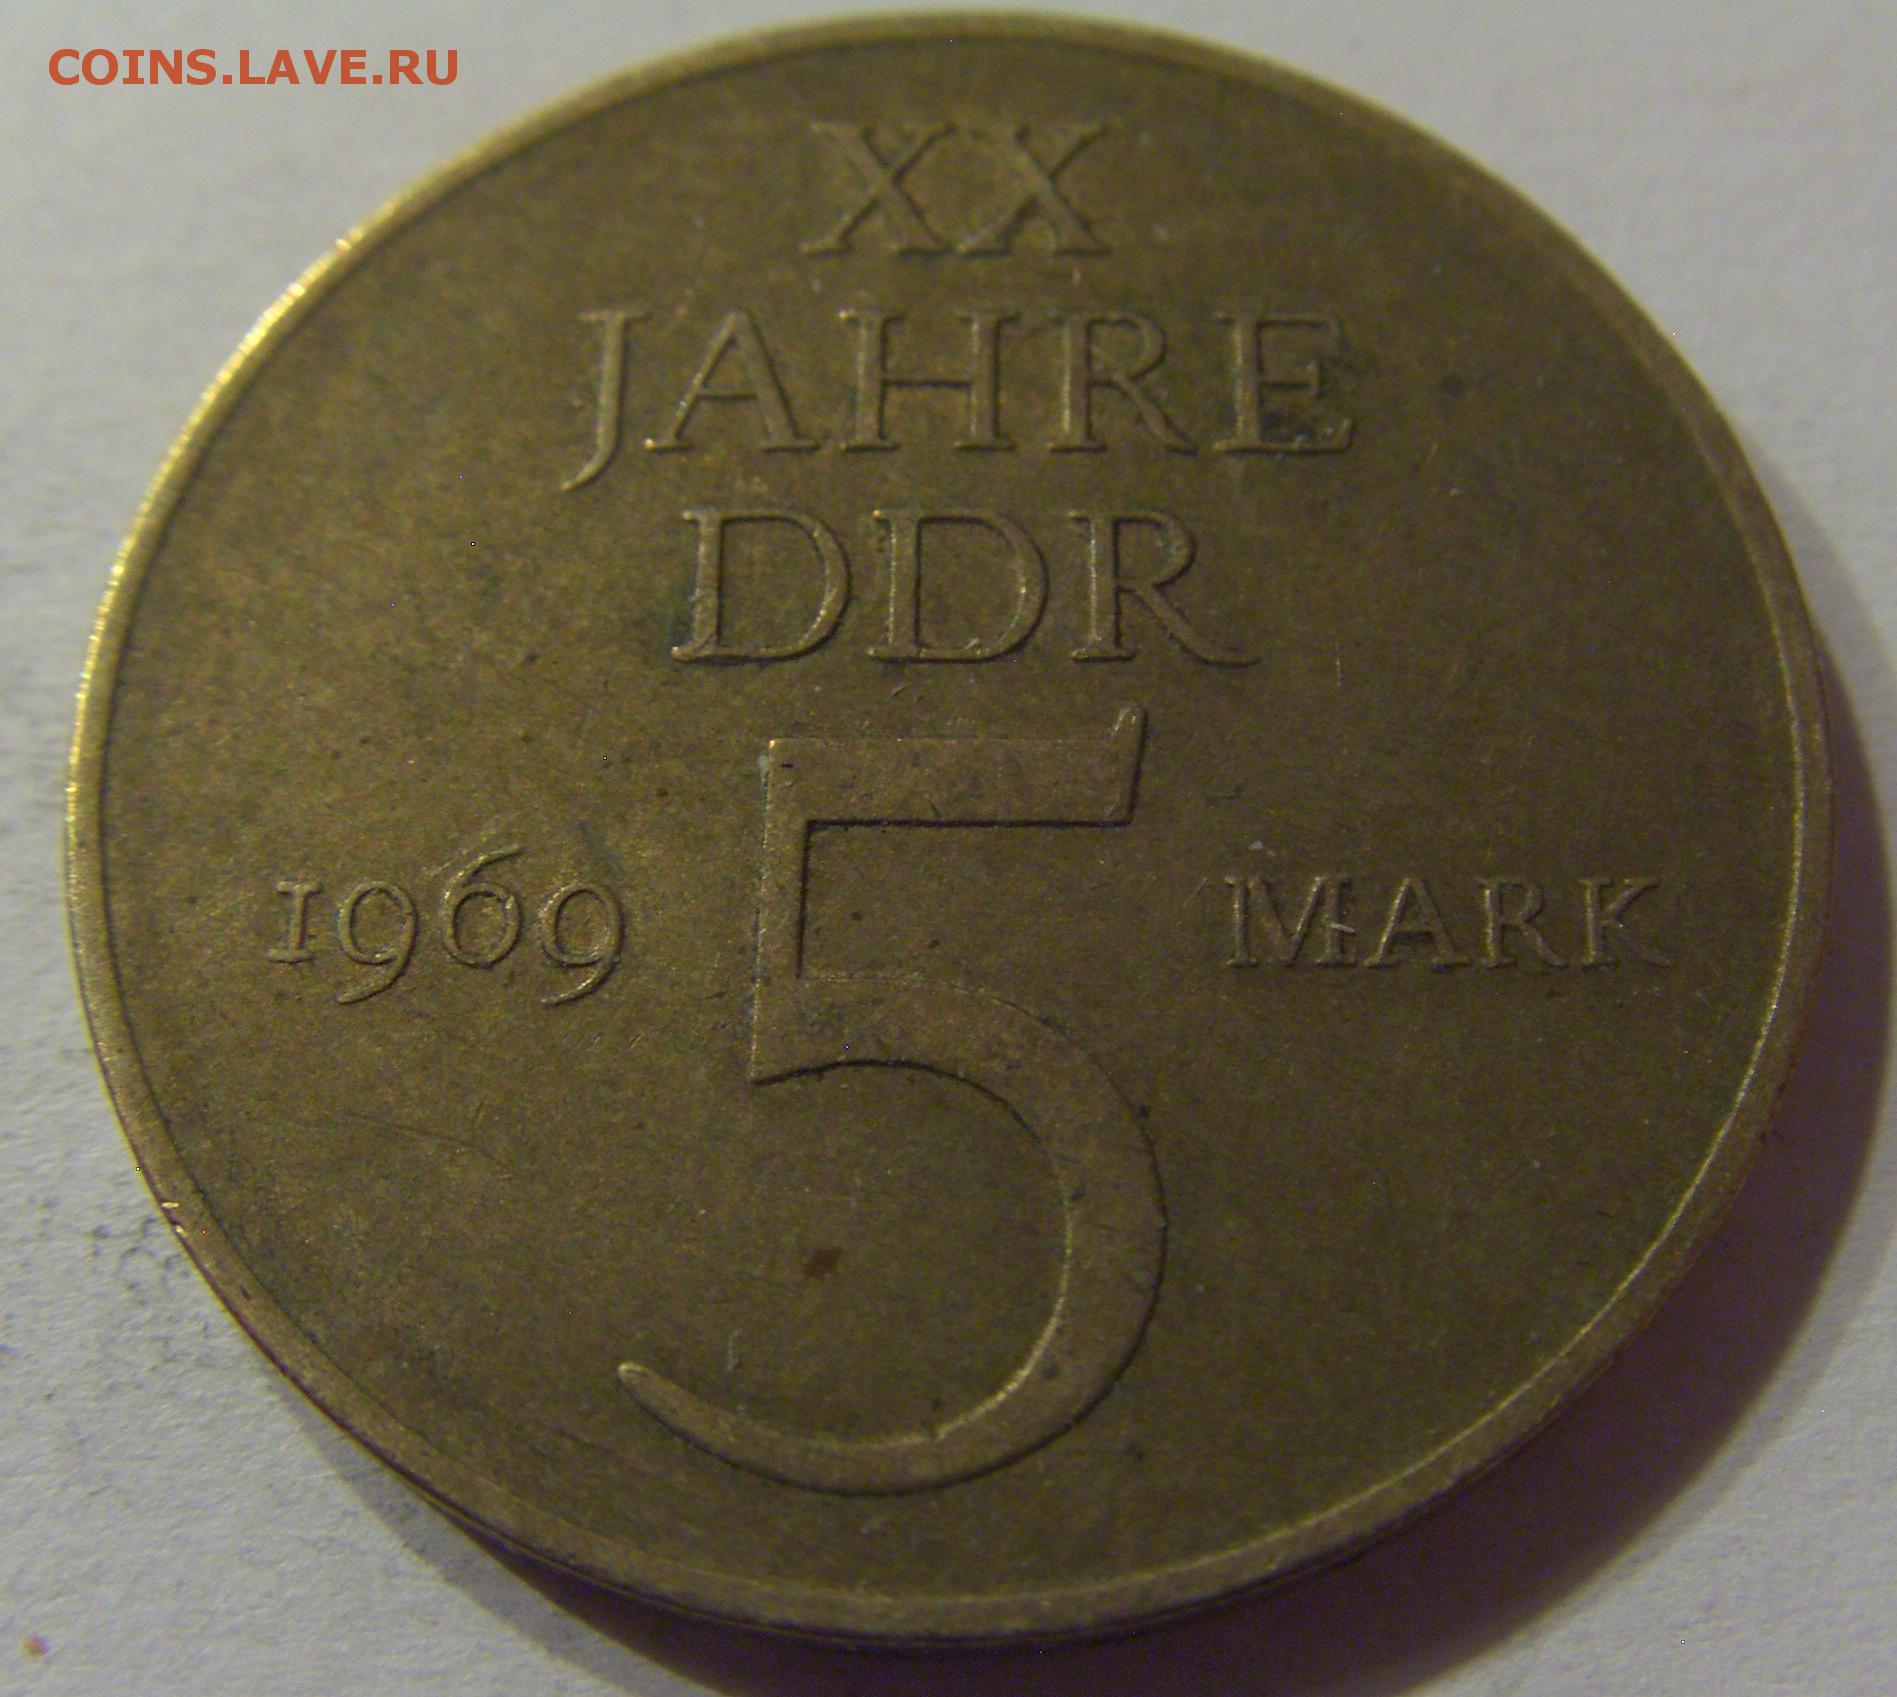 COINS.LAVE.RU
XX
JAHRE
DDR
1969 5 MARK